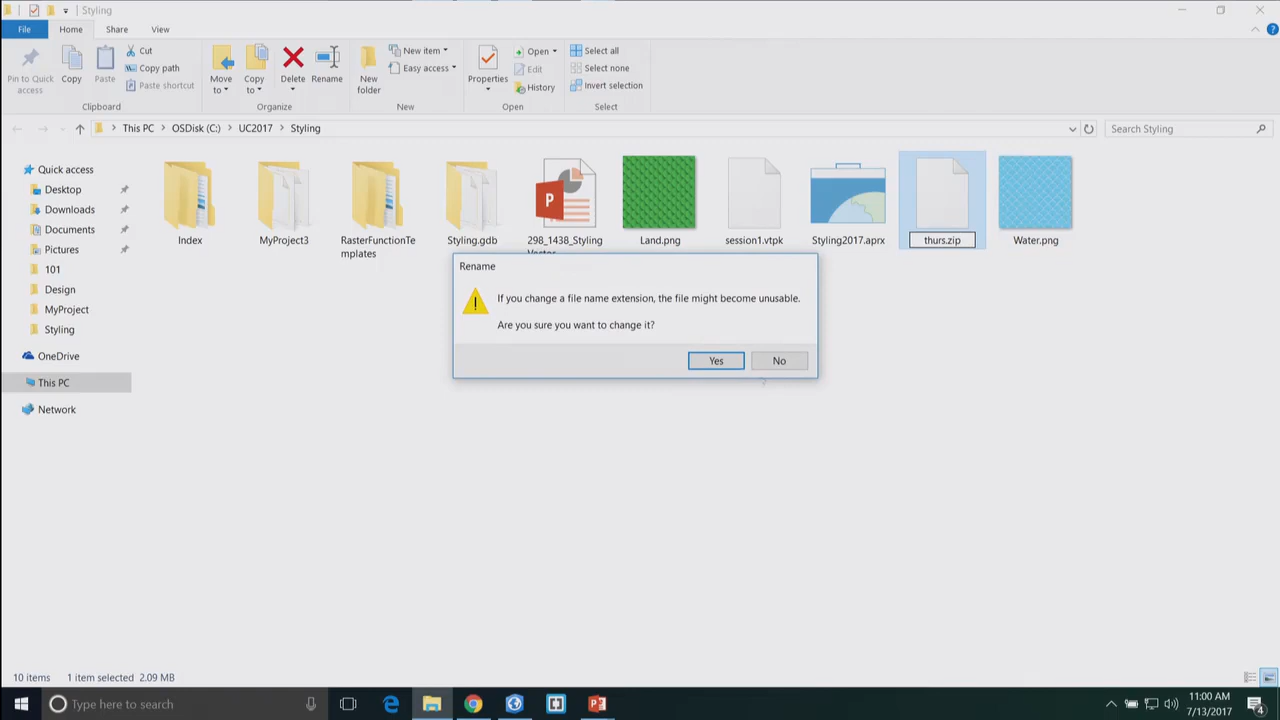 Styling
File
Home
Share
View
Pin to Quick
access
Copy
Paste
Cut
Copy path
Paste shortcut
Clipboard
Move
to
Copy
to
Delete
Rename
Organize
New
folder
New item
Easy access
New
Properties
Open
Edit
History
Open
Select all
Select none
Invert selection
Select
This PC
OSDisk (C:)
UC2017
Styling
Search Styling
Quick access
Desktop
Downloads
Documents
Pictures
101
Design
MyProject
Styling
OneDrive
This PC
Network
Index
MyProject3
RasterFunctionTe
mplates
Styling.gdb
298_1438_Styling
Land.png
session1.vtpk
Styling2017.aprx
thurs.zip
Water.png
Rename
If you change a file name extension, the file might become unusable.
Are you sure you want to change it?
Yes
No
10 items
1 item selected 2.09 MB
Type here to search
11:00 AM
7/13/2017
4